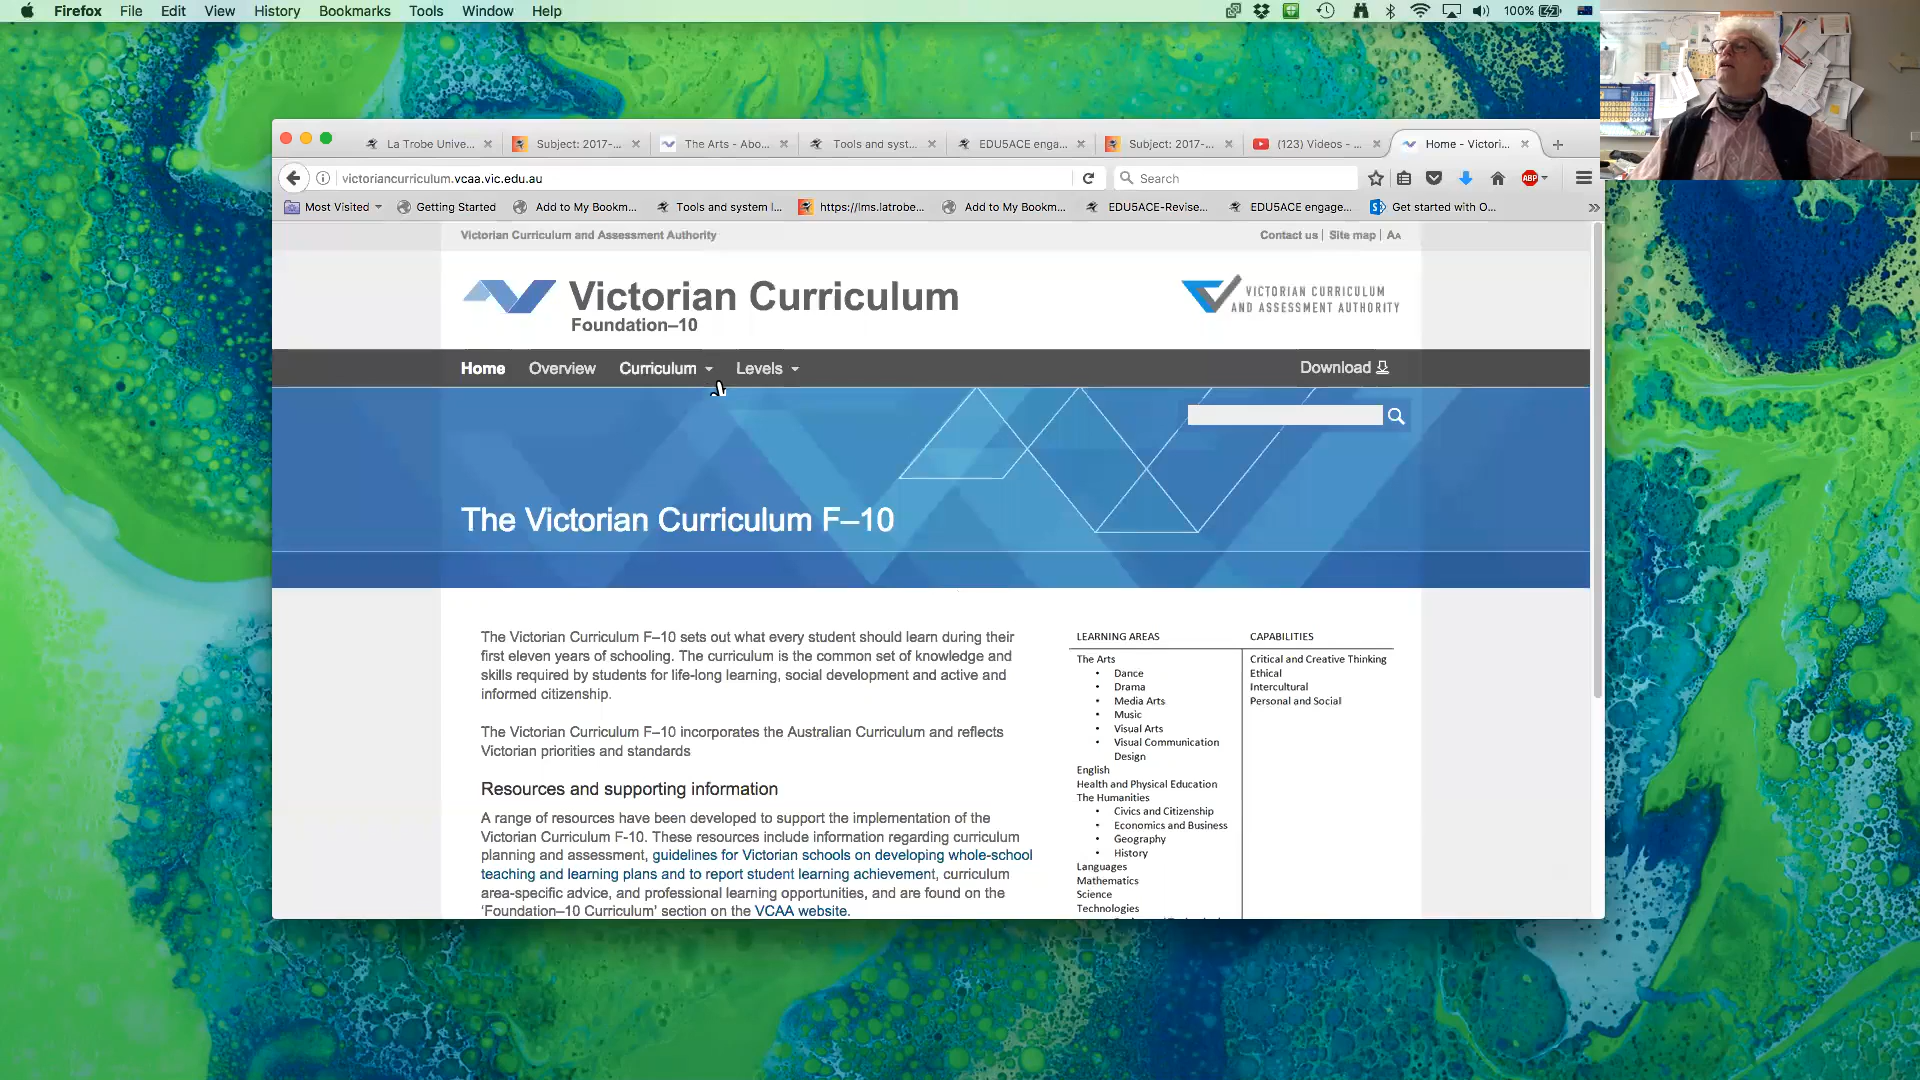 Firefox File Edit View History Bookmarks Tools Window Help 100%
La Trobe Unive... Subject: 2017-... The Arts - Abo... Tools and syst... EDU5ACE enga... Subject: 2017-... (123) Videos - ... Home - Victori...
victoriancurriculum.vcaa.vic.edu.au Search ABP
Most Visited Getting Started Add to My Bookm... Tools and system l... https://lms.latrobe... Add to My Bookm... EDU5ACE-Revise... EDU5ACE engage... Get started with O...
Victorian Curriculum and Assessment Authority Contact us Site map AA
Victorian Curriculum
Foundation–10
VICTORIAN CURRICULUM
AND ASSESSMENT AUTHORITY
Home Overview Curriculum Levels Download
The Victorian Curriculum F–10
The Victorian Curriculum F–10 sets out what every student should learn during their
first eleven years of schooling. The curriculum is the common set of knowledge and
skills required by students for life-long learning, social development and active and
informed citizenship.
The Victorian Curriculum F–10 incorporates the Australian Curriculum and reflects
Victorian priorities and standards
Resources and supporting information
A range of resources have been developed to support the implementation of the
Victorian Curriculum F-10. These resources include information regarding curriculum
planning and assessment, guidelines for Victorian schools on developing whole-school
teaching and learning plans and to report student learning achievement, curriculum
area-specific advice, and professional learning opportunities, and are found on the
‘Foundation–10 Curriculum’ section on the VCAA website.
LEARNING AREAS
The Arts
• Dance
• Drama
• Media Arts
• Music
• Visual Arts
• Visual Communication
Design
English
Health and Physical Education
The Humanities
• Civics and Citizenship
• Economics and Business
• Geography
• History
Languages
Mathematics
Science
Technologies
CAPABILITIES
Critical and Creative Thinking
Ethical
Intercultural
Personal and Social